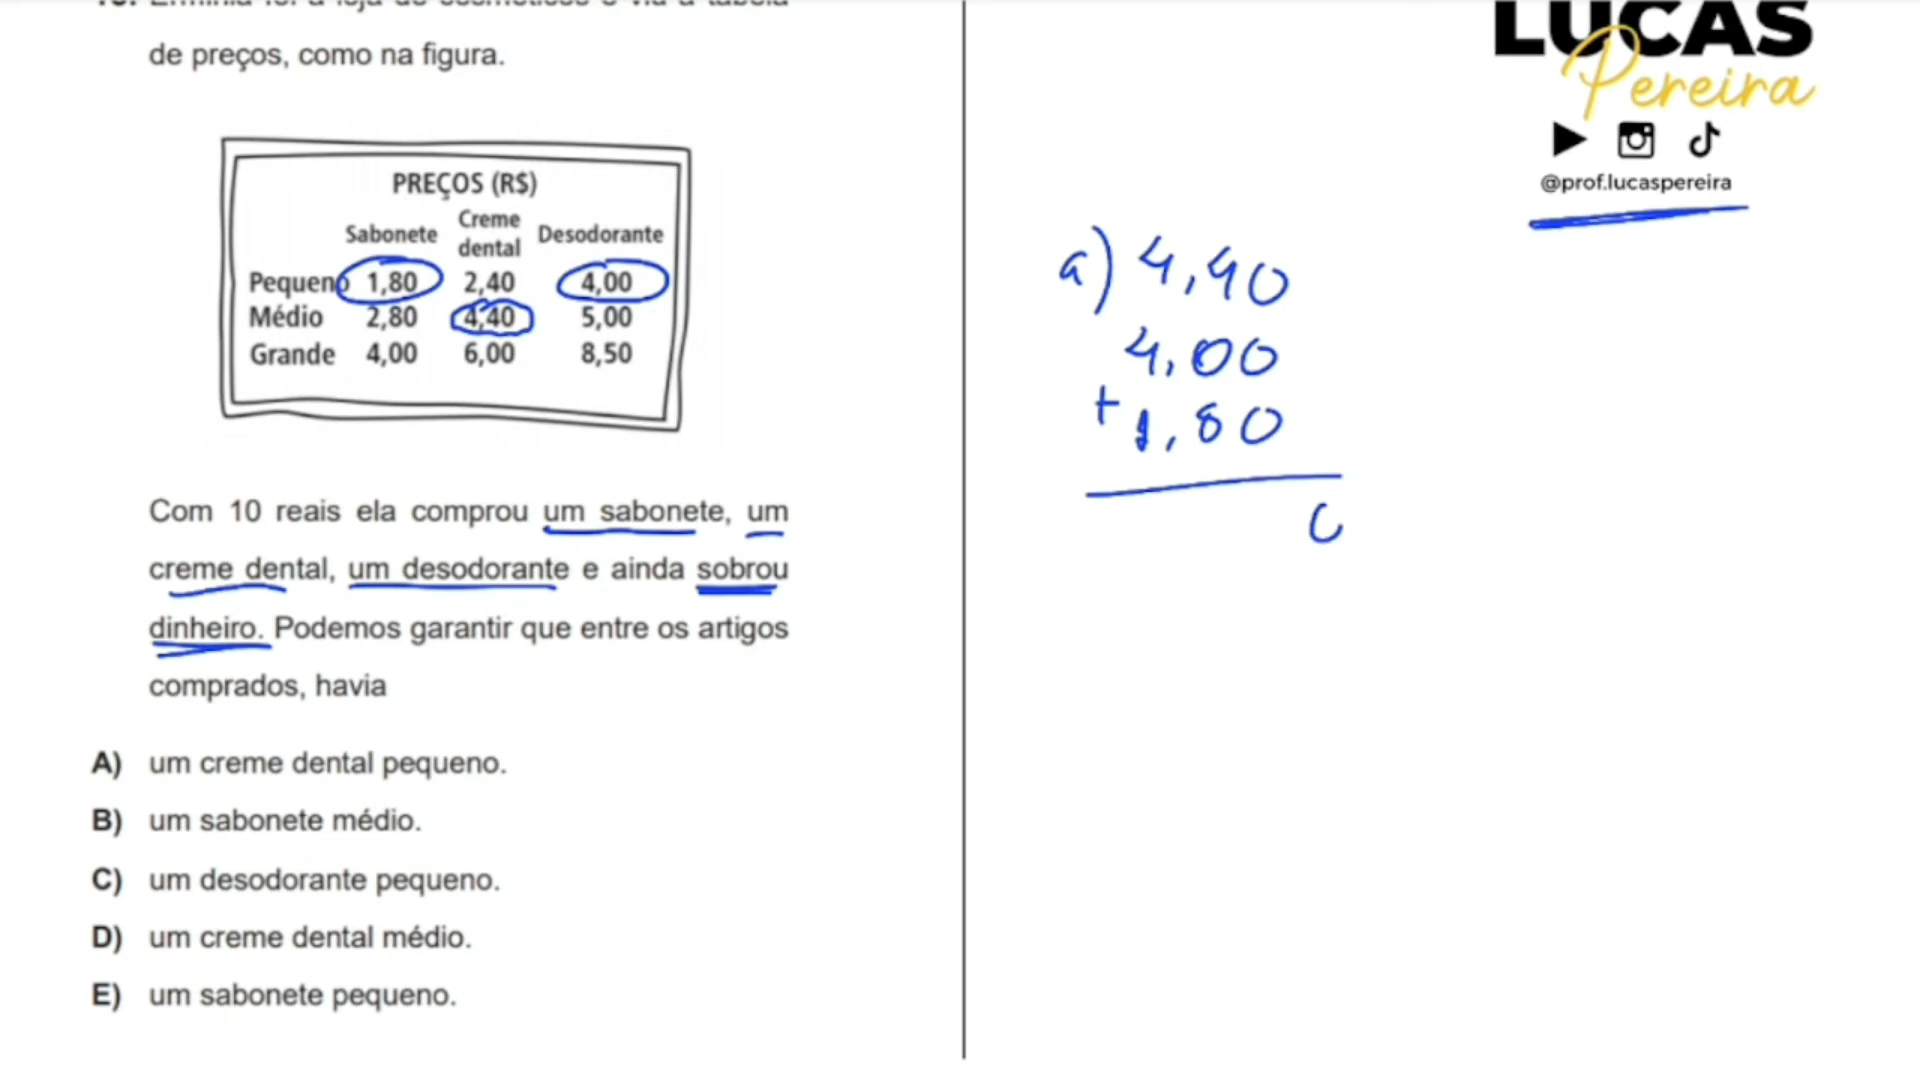 de preços, como na figura.
PREÇOS (R$)
Sabonete Creme dental Desodorante
Pequeno 1,80 2,40 4,00
Médio 2,80 4,40 5,00
Grande 4,00 6,00 8,50
Com 10 reais ela comprou um sabonete, um
creme dental, um desodorante e ainda sobrou
dinheiro. Podemos garantir que entre os artigos
comprados, havia
A) um creme dental pequeno.
B) um sabonete médio.
C) um desodorante pequeno.
D) um creme dental médio.
E) um sabonete pequeno.
LUCAS
Pereira
@prof.lucaspereira
a) 4,40
4,00
+ 1,80
0